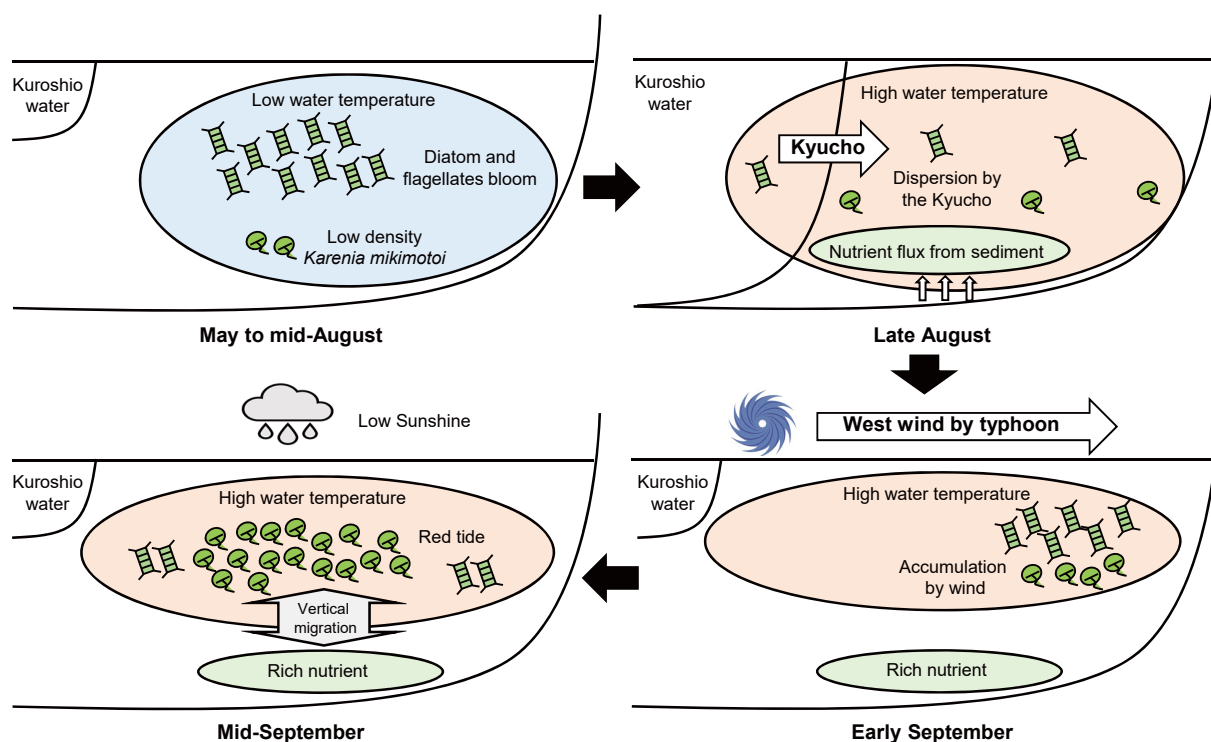 Kuroshio
water
Low water temperature
Diatom and
flagellates bloom
Low density
Karenia mikimotoi
May to mid-August
Kuroshio
water
High water temperature
Kyucho
Dispersion by
the Kyucho
Nutrient flux from sediment
Late August
Low Sunshine
Kuroshio
water
High water temperature
Red tide
Vertical
migration
Rich nutrient
Mid-September
West wind by typhoon
Kuroshio
water
High water temperature
Accumulation
by wind
Rich nutrient
Early September